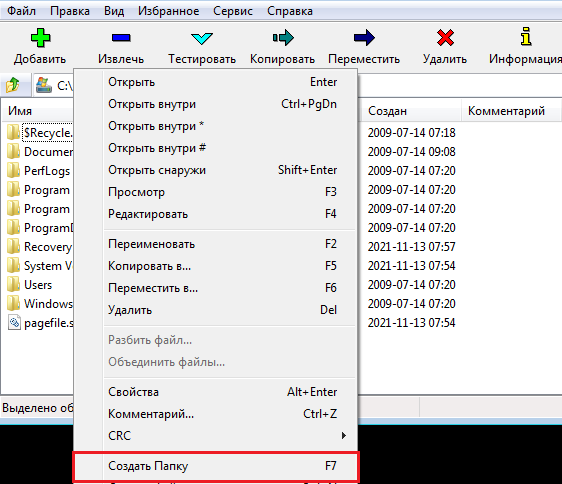 Файл Правка Вид Избранное Сервис Справка
Добавить Извлечь Тестировать Копировать Переместить Удалить Информация
C:\
Имя Создан Комментарий
Открыть Enter
Открыть внутри Ctrl+PgDn
Открыть внутри *
Открыть внутри #
Открыть снаружи Shift+Enter
Просмотр F3
Редактировать F4
Переименовать F2
Копировать в... F5
Переместить в... F6
Удалить Del
Разбить файл...
Объединить файлы...
Свойства Alt+Enter
Комментарий... Ctrl+Z
CRC
Создать Папку F7
$Recycle. 2009-07-14 07:18
Docume 2009-07-14 09:08
PerfLogs 2009-07-14 07:20
Program 2009-07-14 07:20
Program 2009-07-14 07:20
ProgramD 2009-07-14 07:20
Recovery 2021-11-13 07:57
System V 2021-11-13 07:54
Users 2009-07-14 07:20
Windows 2009-07-14 07:20
pagefile.s 2021-11-13 07:54
Выделено об